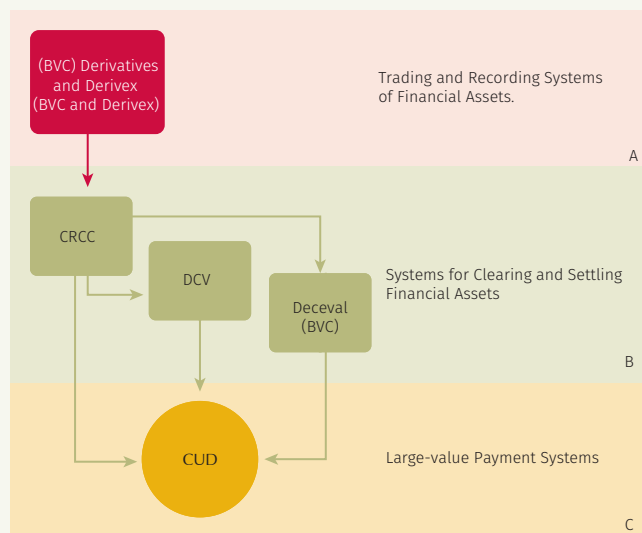 (BVC) Derivatives
and Derivex
(BVC and Derivex)
Trading and Recording Systems
of Financial Assets.
A
CRCC
DCV
Deceval
(BVC)
Systems for Clearing and Settling
Financial Assets
B
CUD
Large-value Payment Systems
C